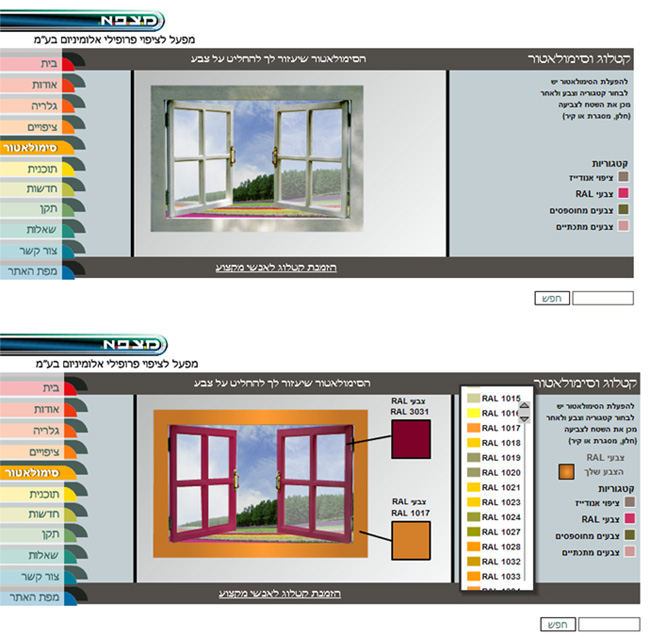 מצבא
מפעל לציפוי פרופילי אלומיניום בע"מ
קטלוג וסימולאטור
הסימולאטור שיעזור לך להחליט על צבע
בית
אודות
גלריה
ציפויים
סימולאטור
תוכנית
חדשות
תקן
שאלות
צור קשר
מפת האתר
להפעלת הסימולאטור יש
לבחור קטגוריה וצבע ולאחר
מכן את השטח לצביעה
(חלון, מסגרת או קיר)
קטגוריות
ציפוי אנודייז
צבעי RAL
צבעים מחוספסים
צבעים מתכתיים
הזמנת קטלוג לאנשי מקצוע
חפש
מצבא
מפעל לציפוי פרופילי אלומיניום בע"מ
קטלוג וסימולאטור
הסימולאטור שיעזור לך להחליט על צבע
בית
אודות
גלריה
ציפויים
סימולאטור
תוכנית
חדשות
תקן
שאלות
צור קשר
מפת האתר
להפעלת הסימולאטור יש
לבחור קטגוריה וצבע ולאחר
מכן את השטח לצביעה
(חלון, מסגרת או קיר)
צבעי RAL
הצבע שלך
קטגוריות
ציפוי אנודייז
צבעי RAL
צבעים מחוספסים
צבעים מתכתיים
RAL 1015
RAL 1016
RAL 1017
RAL 1018
RAL 1019
RAL 1020
RAL 1021
RAL 1023
RAL 1024
RAL 1027
RAL 1028
RAL 1032
RAL 1033
צבעי RAL
RAL 3031
צבעי RAL
RAL 1017
הזמנת קטלוג לאנשי מקצוע
חפש